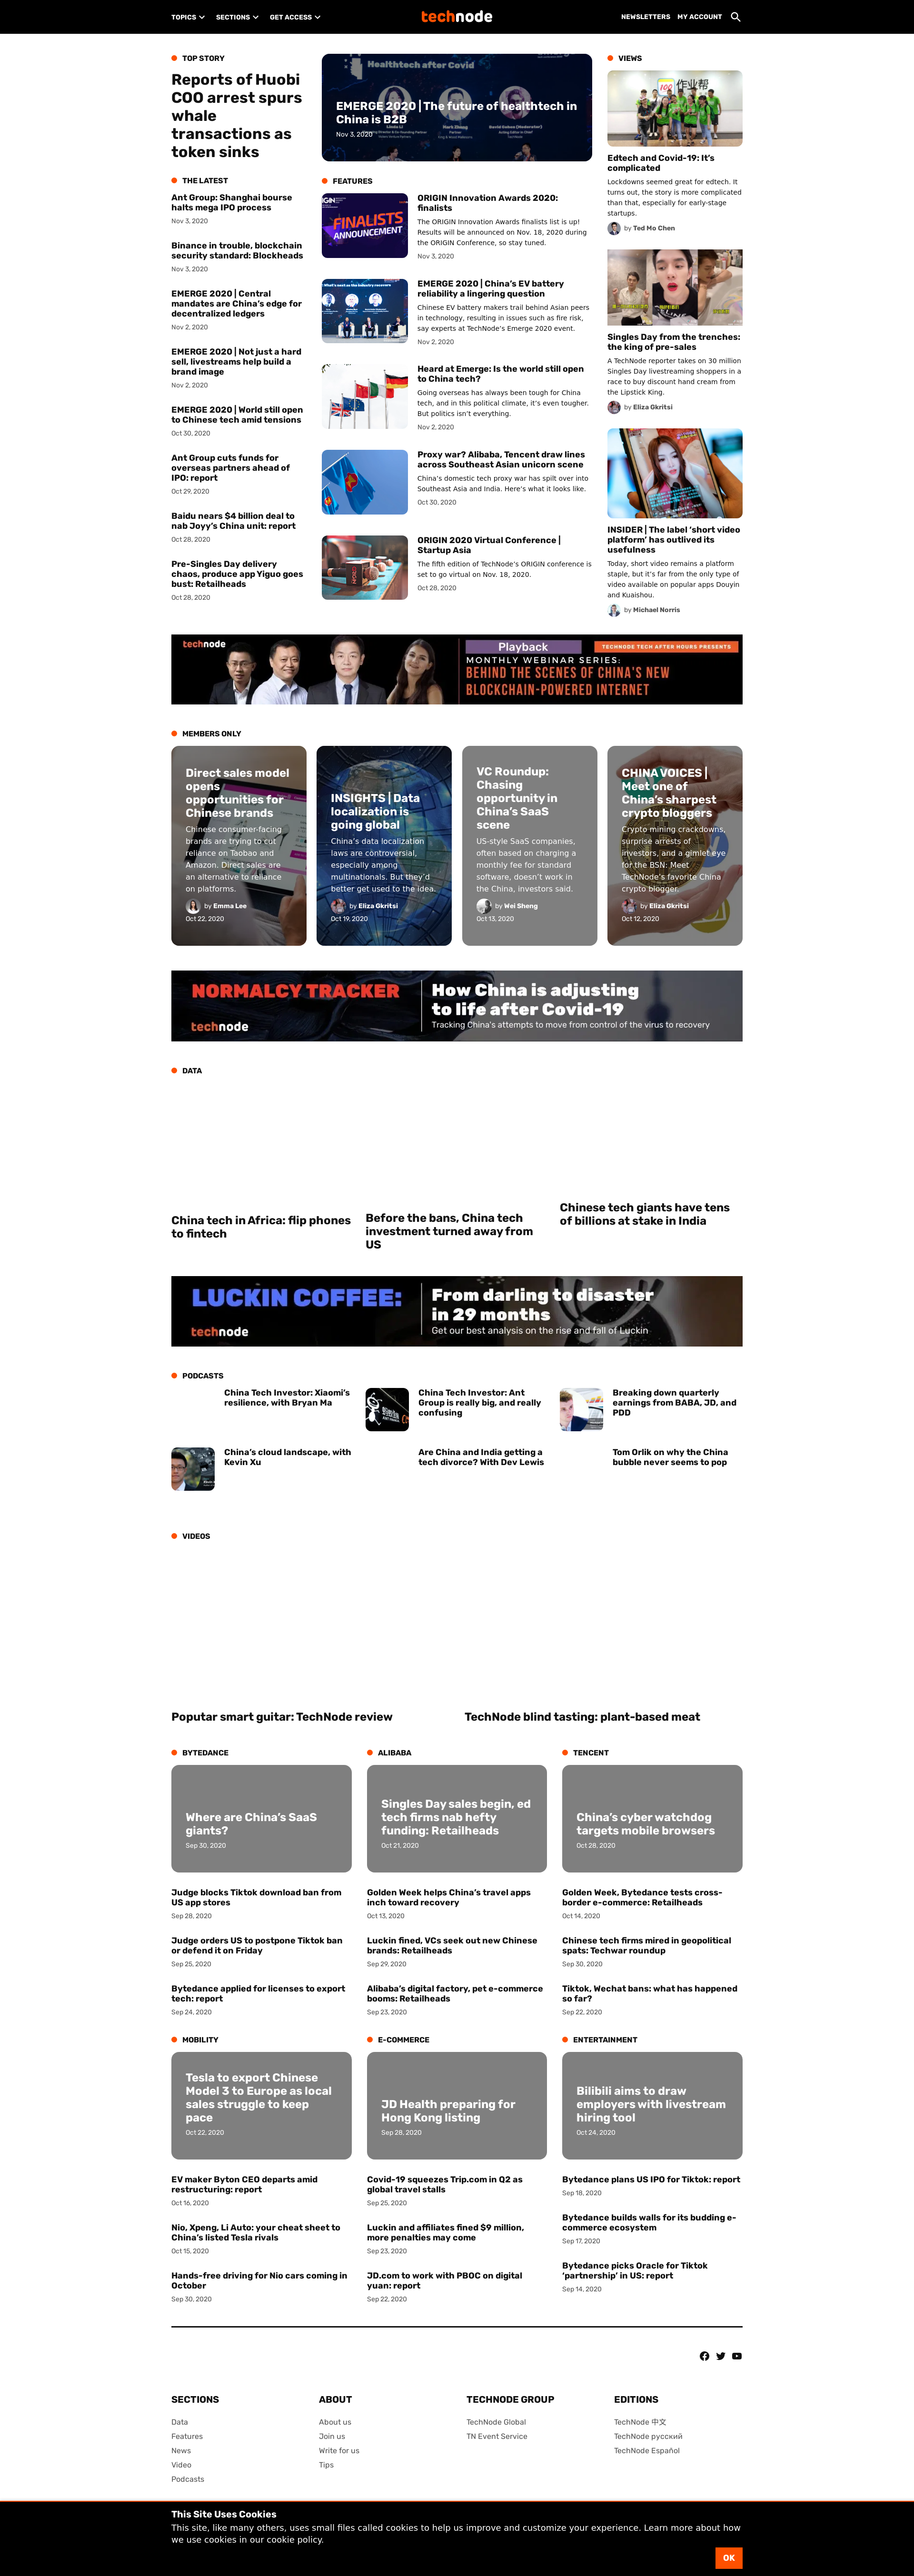 TOPICS SECTIONS GET ACCESS
technode
NEWSLETTERS MY ACCOUNT
TOP STORY
Reports of Huobi
COO arrest spurs
whale
transactions as
token sinks
THE LATEST
Ant Group: Shanghai bourse
halts mega IPO process
Nov 3, 2020
Binance in trouble, blockchain
security standard: Blockheads
Nov 3, 2020
EMERGE 2020 | Central
mandates are China's edge for
decentralized ledgers
Nov 2, 2020
EMERGE 2020 | Not just a hard
sell, livestreams help build a
brand image
Nov 2, 2020
EMERGE 2020 | World still open
to Chinese tech amid tensions
Oct 30, 2020
Ant Group cuts funds for
overseas partners ahead of
IPO: report
Oct 29, 2020
Baidu nears $4 billion deal to
nab Joyy's China unit: report
Oct 28, 2020
Pre-Singles Day delivery
chaos, produce app Yiguo goes
bust: Retailheads
Oct 28, 2020
Healthtech after Covid
EMERGE 2020 | The future of healthtech in
China is B2B
Nov 3, 2020
FEATURES
FINALISTS
ANNOUNCEMENT
ORIGIN Innovation Awards 2020:
finalists
The ORIGIN Innovation Awards finalists list is up!
Results will be announced on Nov. 18, 2020 during
the ORIGIN Conference, so stay tuned.
Nov 3, 2020
EMERGE 2020 | China's EV battery
reliability a lingering question
Chinese EV battery makers trail behind Asian peers
in technology, resulting in issues such as fire risk,
say experts at TechNode's Emerge 2020 event.
Nov 2, 2020
Heard at Emerge: Is the world still open
to China tech?
Going overseas has always been tough for China
tech, and in this political climate, it's even tougher.
But politics isn't everything.
Nov 2, 2020
Proxy war? Alibaba, Tencent draw lines
across Southeast Asian unicorn scene
China's domestic tech proxy war has spilt over into
Southeast Asia and India. Here's what it looks like.
Oct 30, 2020
ORIGIN 2020 Virtual Conference |
Startup Asia
The fifth edition of TechNode's ORIGIN conference is
set to go virtual on Nov. 18, 2020.
Oct 28, 2020
VIEWS
作业帮
100
Edtech and Covid-19: It's
complicated
Lockdowns seemed great for edtech. It
turns out, the story is more complicated
than that, especially for early-stage
startups.
by Ted Mo Chen
Singles Day from the trenches:
the king of pre-sales
A TechNode reporter takes on 30 million
Singles Day livestreaming shoppers in a
race to buy discount hand cream from
the Lipstick King.
by Eliza Gkritsi
INSIDER | The label 'short video
platform' has outlived its
usefulness
Today, short video remains a platform
staple, but it's far from the only type of
video available on popular apps Douyin
and Kuaishou.
by Michael Norris
technode
Playback
TECHNODE TECH AFTER HOURS PRESENTS
MONTHLY WEBINAR SERIES:
BEHIND THE SCENES OF CHINA'S NEW
BLOCKCHAIN-POWERED INTERNET
MEMBERS ONLY
Direct sales model
opens
opportunities for
Chinese brands
Chinese consumer-facing
brands are trying to cut
reliance on Taobao and
Amazon. Direct sales are
an alternative to reliance
on platforms.
by Emma Lee
Oct 22, 2020
INSIGHTS | Data
localization is
going global
China's data localization
laws are controversial,
especially among
multinationals. But they'd
better get used to the idea.
by Eliza Gkritsi
Oct 19, 2020
VC Roundup:
Chasing
opportunity in
China's SaaS
scene
US-style SaaS companies,
often based on charging a
monthly fee for standard
software, doesn't work in
the China, investors said.
by Wei Sheng
Oct 13, 2020
CHINA VOICES |
Meet one of
China's sharpest
crypto bloggers
Crypto mining crackdowns,
surprise arrests of
investors, and a gimlet eye
for the BSN: Meet
TechNode's favorite China
crypto blogger.
by Eliza Gkritsi
Oct 12, 2020
NORMALCY TRACKER
technode
How China is adjusting
to life after Covid-19
Tracking China's attempts to move from control of the virus to recovery
DATA
China tech in Africa: flip phones
to fintech
Before the bans, China tech
investment turned away from
US
Chinese tech giants have tens
of billions at stake in India
LUCKIN COFFEE:
technode
From darling to disaster
in 29 months
Get our best analysis on the rise and fall of Luckin
PODCASTS
China Tech Investor: Xiaomi's
resilience, with Bryan Ma
China Tech Investor: Ant
Group is really big, and really
confusing
Breaking down quarterly
earnings from BABA, JD, and
PDD
China's cloud landscape, with
Kevin Xu
Are China and India getting a
tech divorce? With Dev Lewis
Tom Orlik on why the China
bubble never seems to pop
VIDEOS
Poputar smart guitar: TechNode review
TechNode blind tasting: plant-based meat
BYTEDANCE
Where are China's SaaS
giants?
Sep 30, 2020
Judge blocks Tiktok download ban from
US app stores
Sep 28, 2020
Judge orders US to postpone Tiktok ban
or defend it on Friday
Sep 25, 2020
Bytedance applied for licenses to export
tech: report
Sep 24, 2020
ALIBABA
Singles Day sales begin, ed
tech firms nab hefty
funding: Retailheads
Oct 21, 2020
Golden Week helps China's travel apps
inch toward recovery
Oct 13, 2020
Luckin fined, VCs seek out new Chinese
brands: Retailheads
Sep 29, 2020
Alibaba's digital factory, pet e-commerce
booms: Retailheads
Sep 23, 2020
TENCENT
China's cyber watchdog
targets mobile browsers
Oct 28, 2020
Golden Week, Bytedance tests cross-
border e-commerce: Retailheads
Oct 14, 2020
Chinese tech firms mired in geopolitical
spats: Techwar roundup
Sep 30, 2020
Tiktok, Wechat bans: what has happened
so far?
Sep 22, 2020
MOBILITY
Tesla to export Chinese
Model 3 to Europe as local
sales struggle to keep
pace
Oct 22, 2020
EV maker Byton CEO departs amid
restructuring: report
Oct 16, 2020
Nio, Xpeng, Li Auto: your cheat sheet to
China's listed Tesla rivals
Oct 15, 2020
Hands-free driving for Nio cars coming in
October
Sep 30, 2020
E-COMMERCE
JD Health preparing for
Hong Kong listing
Sep 28, 2020
Covid-19 squeezes Trip.com in Q2 as
global travel stalls
Sep 25, 2020
Luckin and affiliates fined $9 million,
more penalties may come
Sep 23, 2020
JD.com to work with PBOC on digital
yuan: report
Sep 22, 2020
ENTERTAINMENT
Bilibili aims to draw
employers with livestream
hiring tool
Oct 24, 2020
Bytedance plans US IPO for Tiktok: report
Sep 18, 2020
Bytedance builds walls for its budding e-
commerce ecosystem
Sep 17, 2020
Bytedance picks Oracle for Tiktok
'partnership' in US: report
Sep 14, 2020
SECTIONS
Data
Features
News
Video
Podcasts
ABOUT
About us
Join us
Write for us
Tips
TECHNODE GROUP
TechNode Global
TN Event Service
EDITIONS
TechNode 中文
TechNode русский
TechNode Español
This Site Uses Cookies
This site, like many others, uses small files called cookies to help us improve and customize your experience. Learn more about how
we use cookies in our cookie policy.
OK